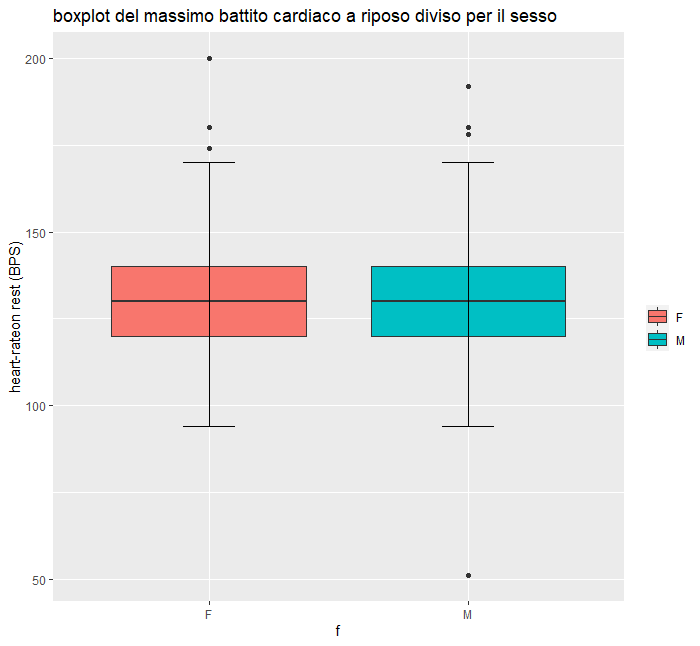 boxplot del massimo battito cardiaco a riposo diviso per il sesso
heart-rateon rest (BPS)
200
150
100
50
F
M
f
F
M